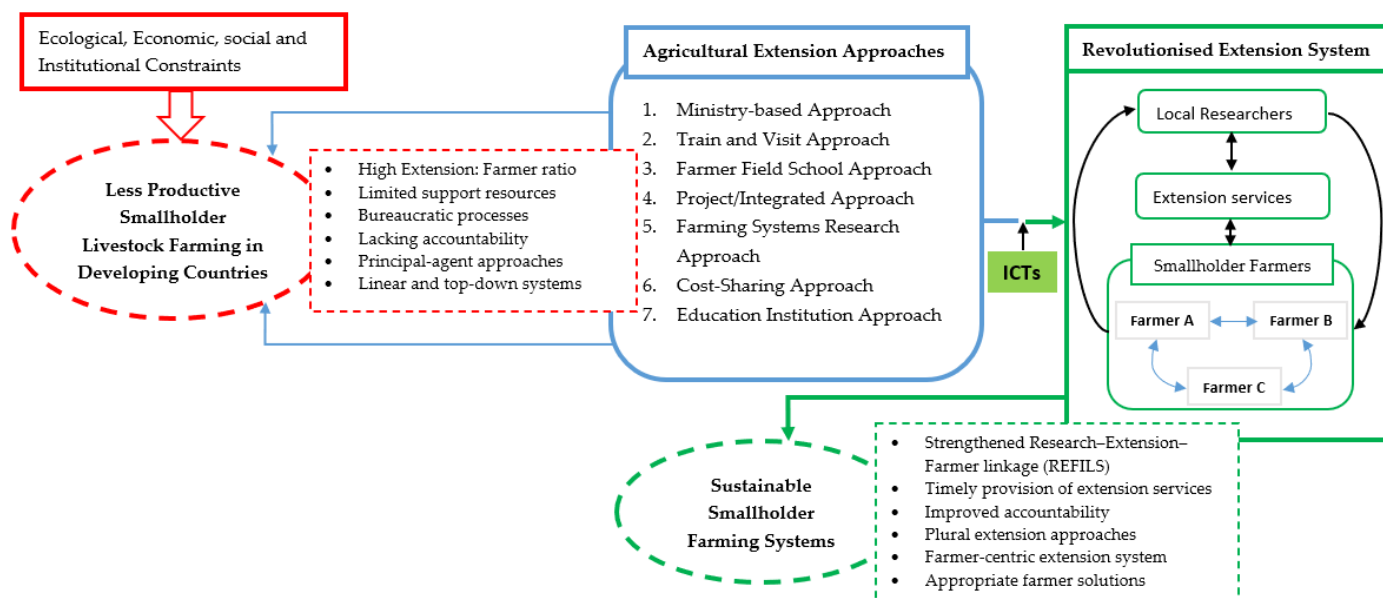 Ecological, Economic, social and
Institutional Constraints
Less Productive
Smallholder
Livestock Farming in
Developing Countries
• High Extension: Farmer ratio
• Limited support resources
• Bureaucratic processes
• Lacking accountability
• Principal-agent approaches
• Linear and top-down systems
Agricultural Extension Approaches
1. Ministry-based Approach
2. Train and Visit Approach
3. Farmer Field School Approach
4. Project/Integrated Approach
5. Farming Systems Research
Approach
6. Cost-Sharing Approach
7. Education Institution Approach
ICTs
Revolutionised Extension System
Local Researchers
Extension services
Smallholder Farmers
Farmer A
Farmer B
Farmer C
Sustainable
Smallholder
Farming Systems
• Strengthened Research–Extension–
Farmer linkage (REFILS)
• Timely provision of extension services
• Improved accountability
• Plural extension approaches
• Farmer-centric extension system
• Appropriate farmer solutions